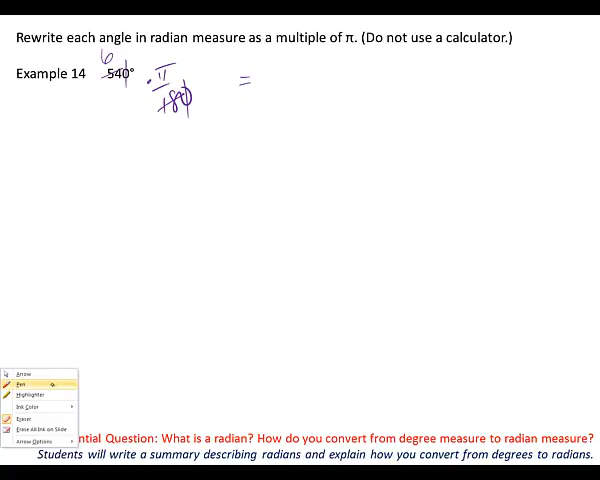 Rewrite each angle in radian measure as a multiple of π. (Do not use a calculator.)
6
Example 14 540° · π =
180
Arrow
Pen
Highlighter
Ink Color
Eraser
Erase All Ink on Slide
Arrow Options
ntial Question: What is a radian? How do you convert from degree measure to radian measure?
Students will write a summary describing radians and explain how you convert from degrees to radians.